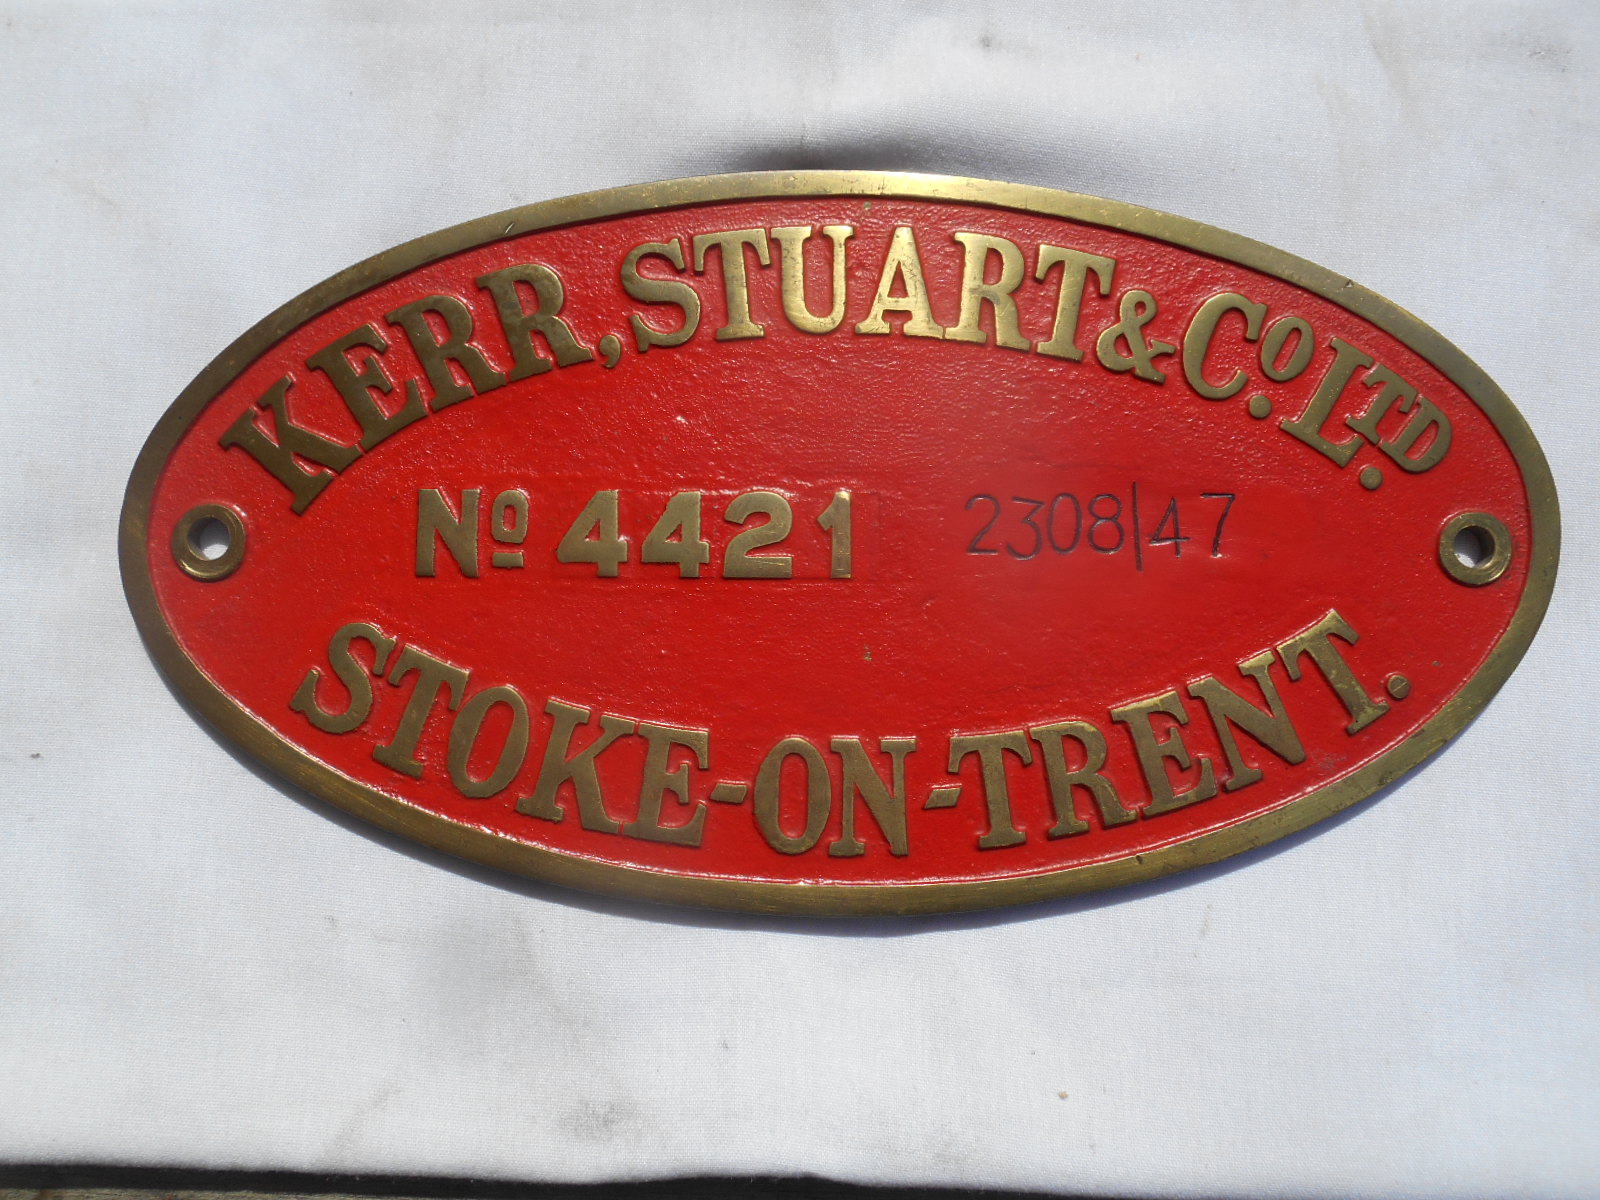 KERR, STUART & Co. LTD.
No 4421 2308/47
STOKE-ON-TRENT.